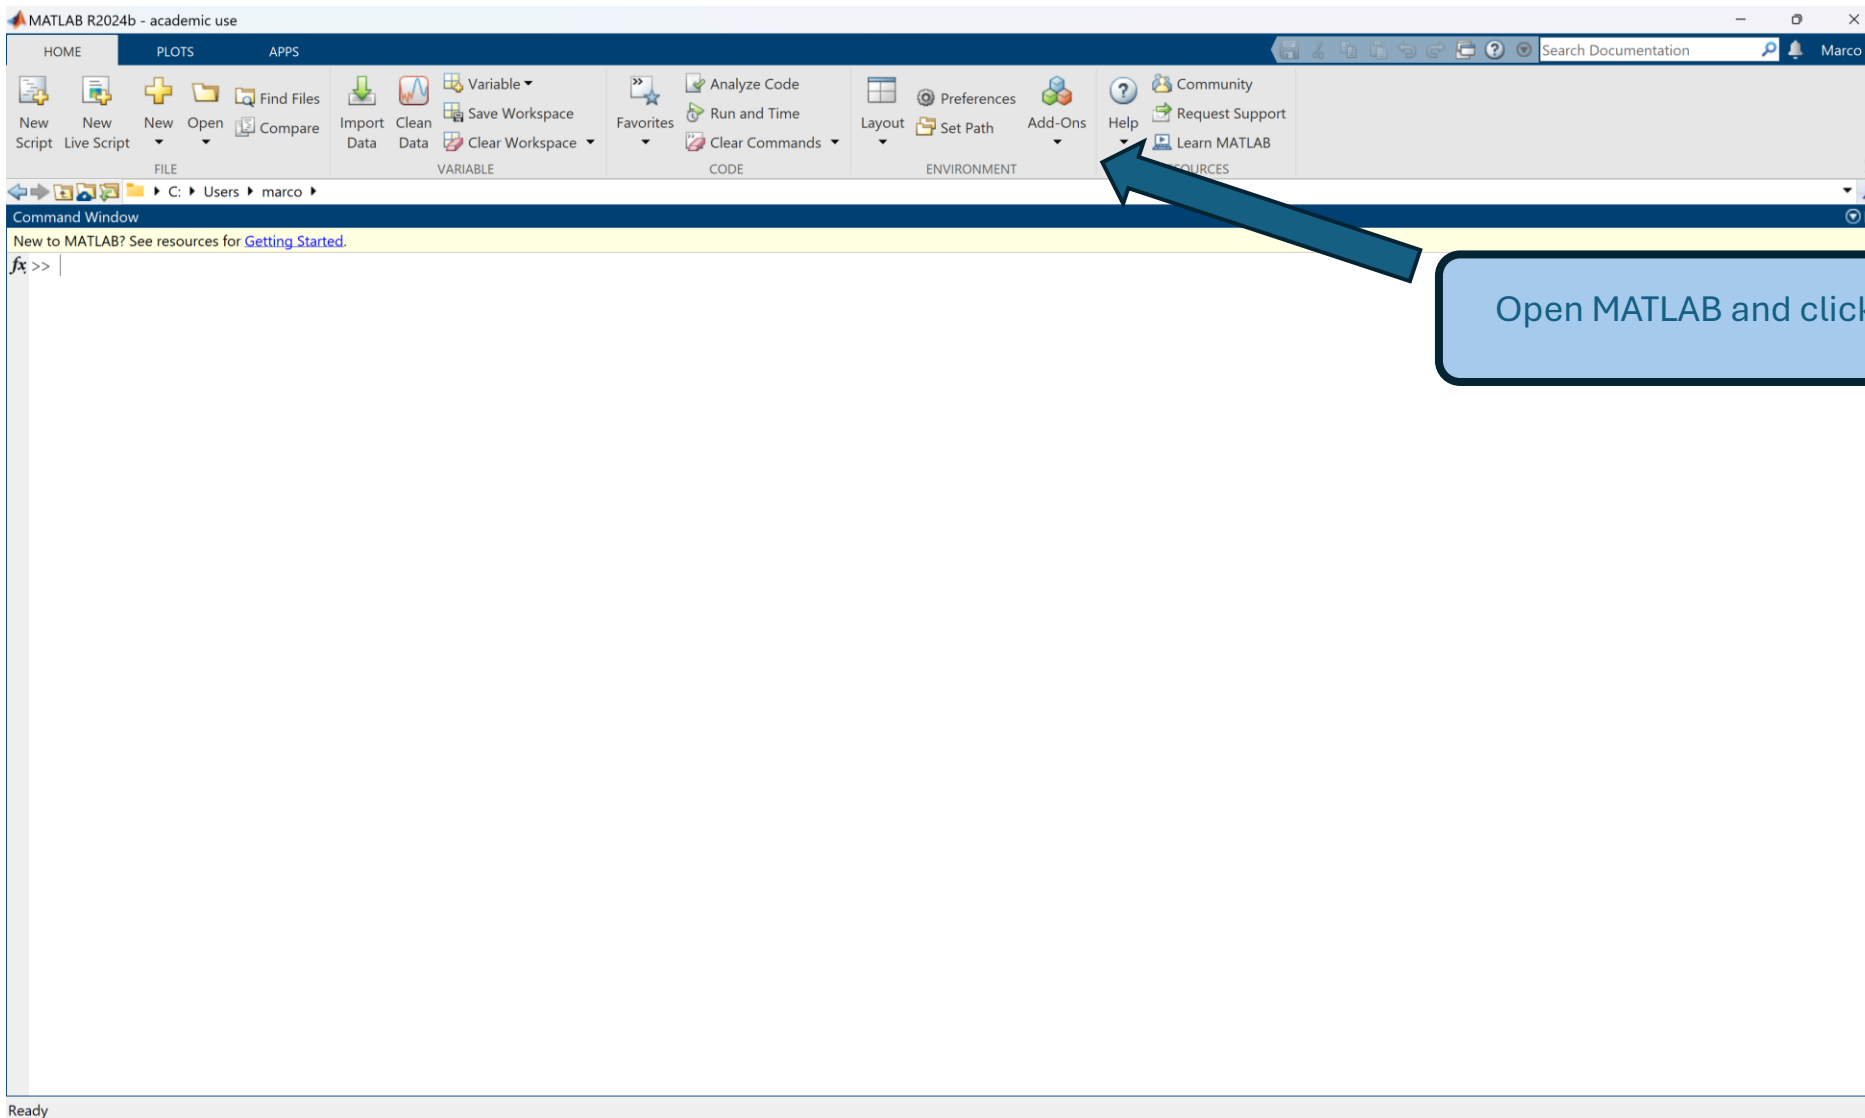 MATLAB R2024b - academic use
HOME PLOTS APPS
Search Documentation
Marco
New Script
New Live Script
New
Open
Find Files
Compare
FILE
Import Data
Clean Data
Variable
Save Workspace
Clear Workspace
VARIABLE
Favorites
Analyze Code
Run and Time
Clear Commands
CODE
Layout
Preferences
Set Path
Add-Ons
ENVIRONMENT
Help
Community
Request Support
Learn MATLAB
C: Users marco
Command Window
New to MATLAB? See resources for Getting Started.
fx >>
Open MATLAB and click
Ready